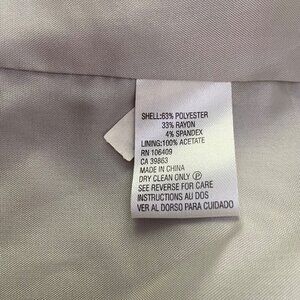 SHELL:63% POLYESTER
33% RAYON
4% SPANDEX
LINING:100% ACETATE
RN 106409
CA 39863
MADE IN CHINA
DRY CLEAN ONLY Ⓟ
SEE REVERSE FOR CARE
INSTRUCTIONS AU DOS
VER AL DORSO PARA CUIDADO